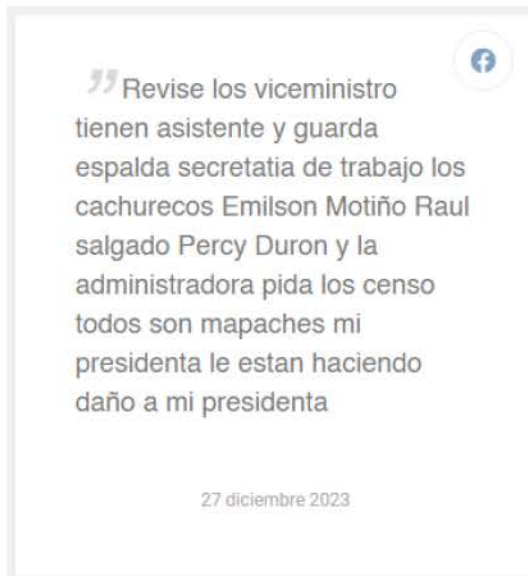 ”Revise los viceministro
tienen asistente y guarda
espalda secretatia de trabajo los
cachurecos Emilson Motiño Raul
salgado Percy Duron y la
administradora pida los censo
todos son mapaches mi
presidenta le estan haciendo
daño a mi presidenta
27 diciembre 2023